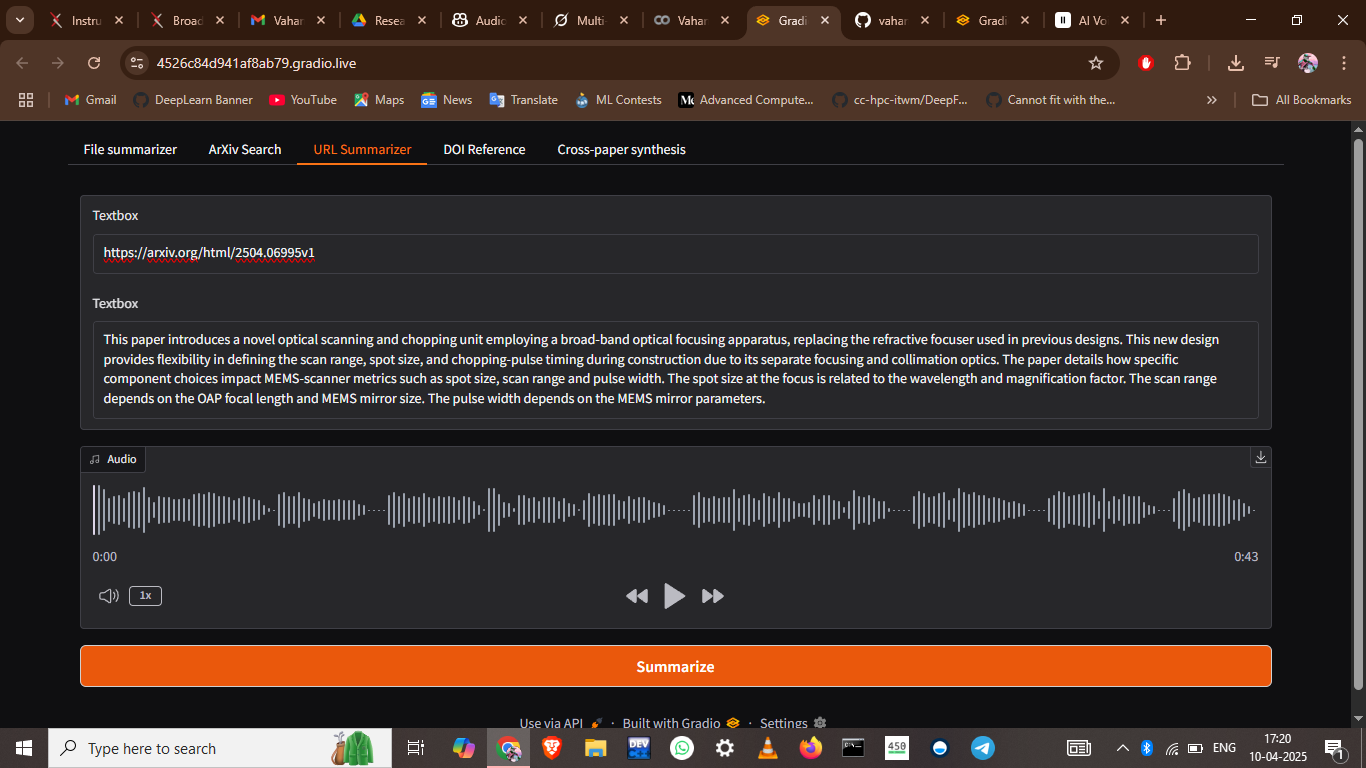 Instru
Broad
Gmail Vahar
Resea
Audio
Multi-
Vahar
Gradi
vahar
Gradi
AI Vo
4526c84d941af8ab79.gradio.live
Gmail
DeepLearn Banner
YouTube
Maps
News
Translate
ML Contests
Advanced Compute...
cc-hpc-itwm/DeepF...
Cannot fit with the...
All Bookmarks
File summarizer
ArXiv Search
URL Summarizer
DOI Reference
Cross-paper synthesis
Textbox
https://arxiv.org/html/2504.06995v1
Textbox
This paper introduces a novel optical scanning and chopping unit employing a broad-band optical focusing apparatus, replacing the refractive focuser used in previous designs. This new design
provides flexibility in defining the scan range, spot size, and chopping-pulse timing during construction due to its separate focusing and collimation optics. The paper details how specific
component choices impact MEMS-scanner metrics such as spot size, scan range and pulse width. The spot size at the focus is related to the wavelength and magnification factor. The scan range
depends on the OAP focal length and MEMS mirror size. The pulse width depends on the MEMS mirror parameters.
Audio
0:00
0:43
1x
Summarize
Use via API · Built with Gradio · Settings
Type here to search
DEV
450
ENG
17:20
10-04-2025
1